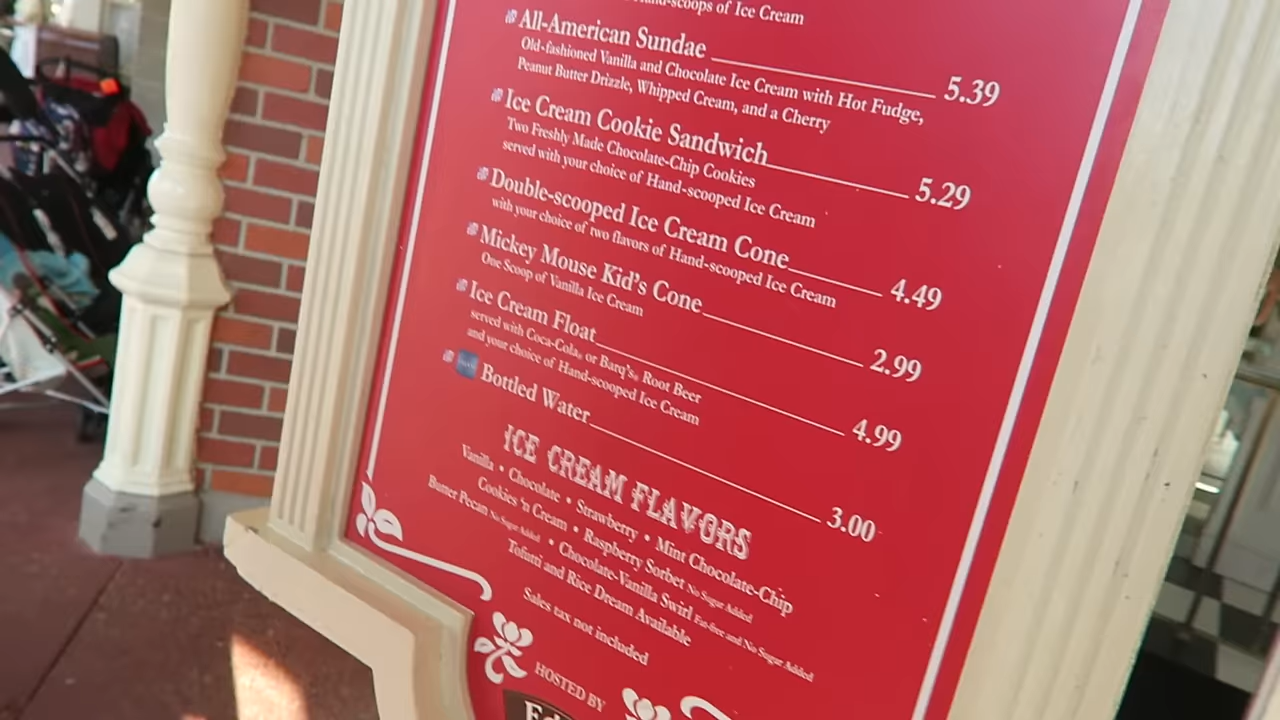 of Ice Cream
All-American Sundae 5.39
Old-fashioned Vanilla and Chocolate Ice Cream with Hot Fudge,
Peanut Butter Drizzle, Whipped Cream, and a Cherry
Ice Cream Cookie Sandwich 5.29
Two Freshly Made Chocolate-Chip Cookies
served with your choice of Hand-scooped Ice Cream
Double-scooped Ice Cream Cone 4.49
with your choice of two flavors of Hand-scooped Ice Cream
Mickey Mouse Kid's Cone 2.99
One Scoop of Vanilla Ice Cream
Ice Cream Float 4.99
served with Coca-Cola® or Barq's® Root Beer
and your choice of Hand-scooped Ice Cream
Bottled Water 3.00
ICE CREAM FLAVORS
Vanilla • Chocolate • Strawberry • Mint Chocolate-Chip
Cookies 'n Cream • Raspberry Sorbet No Sugar Added
Butter Pecan No Sugar Added • Chocolate-Vanilla Swirl Fat-free and No Sugar Added
Tofutti and Rice Dream Available
Sales tax not included
HOSTED BY